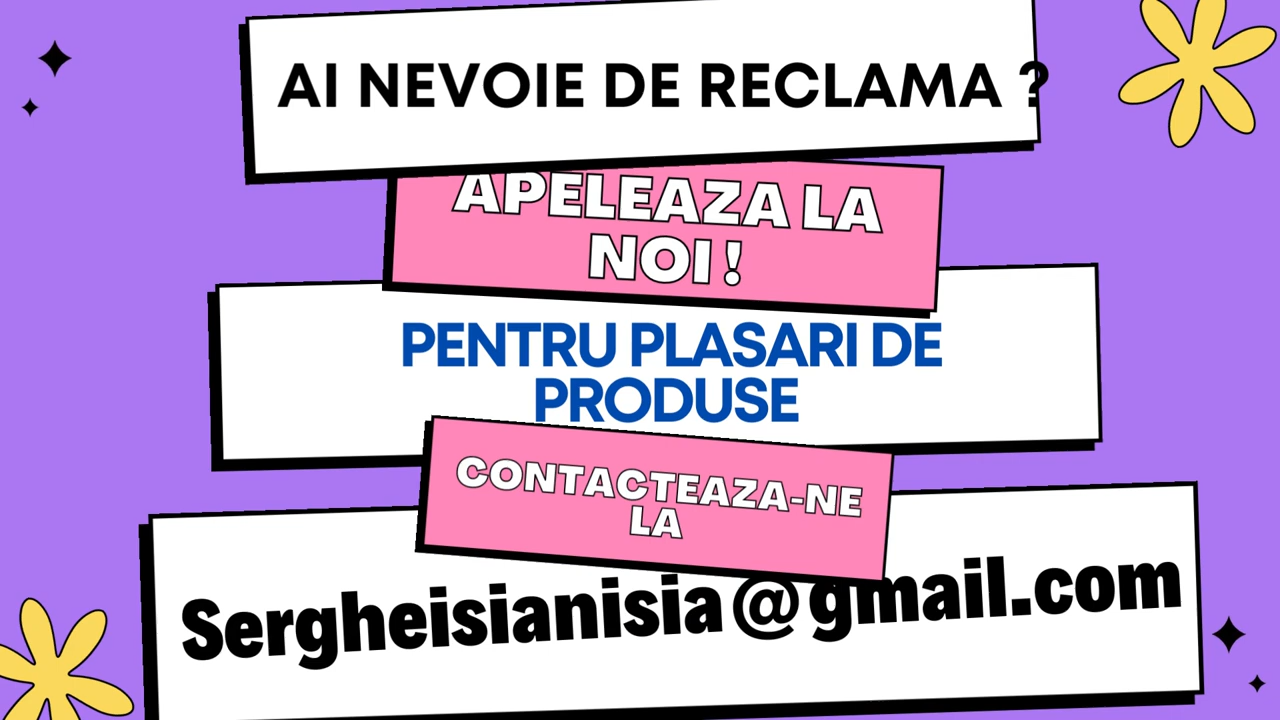 AI NEVOIE DE RECLAMA ?
APELEAZA LA
NOI !
PENTRU PLASARI DE
PRODUSE
CONTACTEAZA-NE
LA
Sergheisianisia@gmail.com